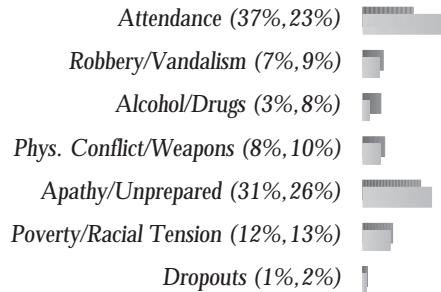 Attendance (37%,23%)
Robbery/Vandalism (7%,9%)
Alcohol/Drugs (3%,8%)
Phys. Conflict/Weapons (8%,10%)
Apathy/Unprepared (31%,26%)
Poverty/Racial Tension (12%,13%)
Dropouts (1%,2%)